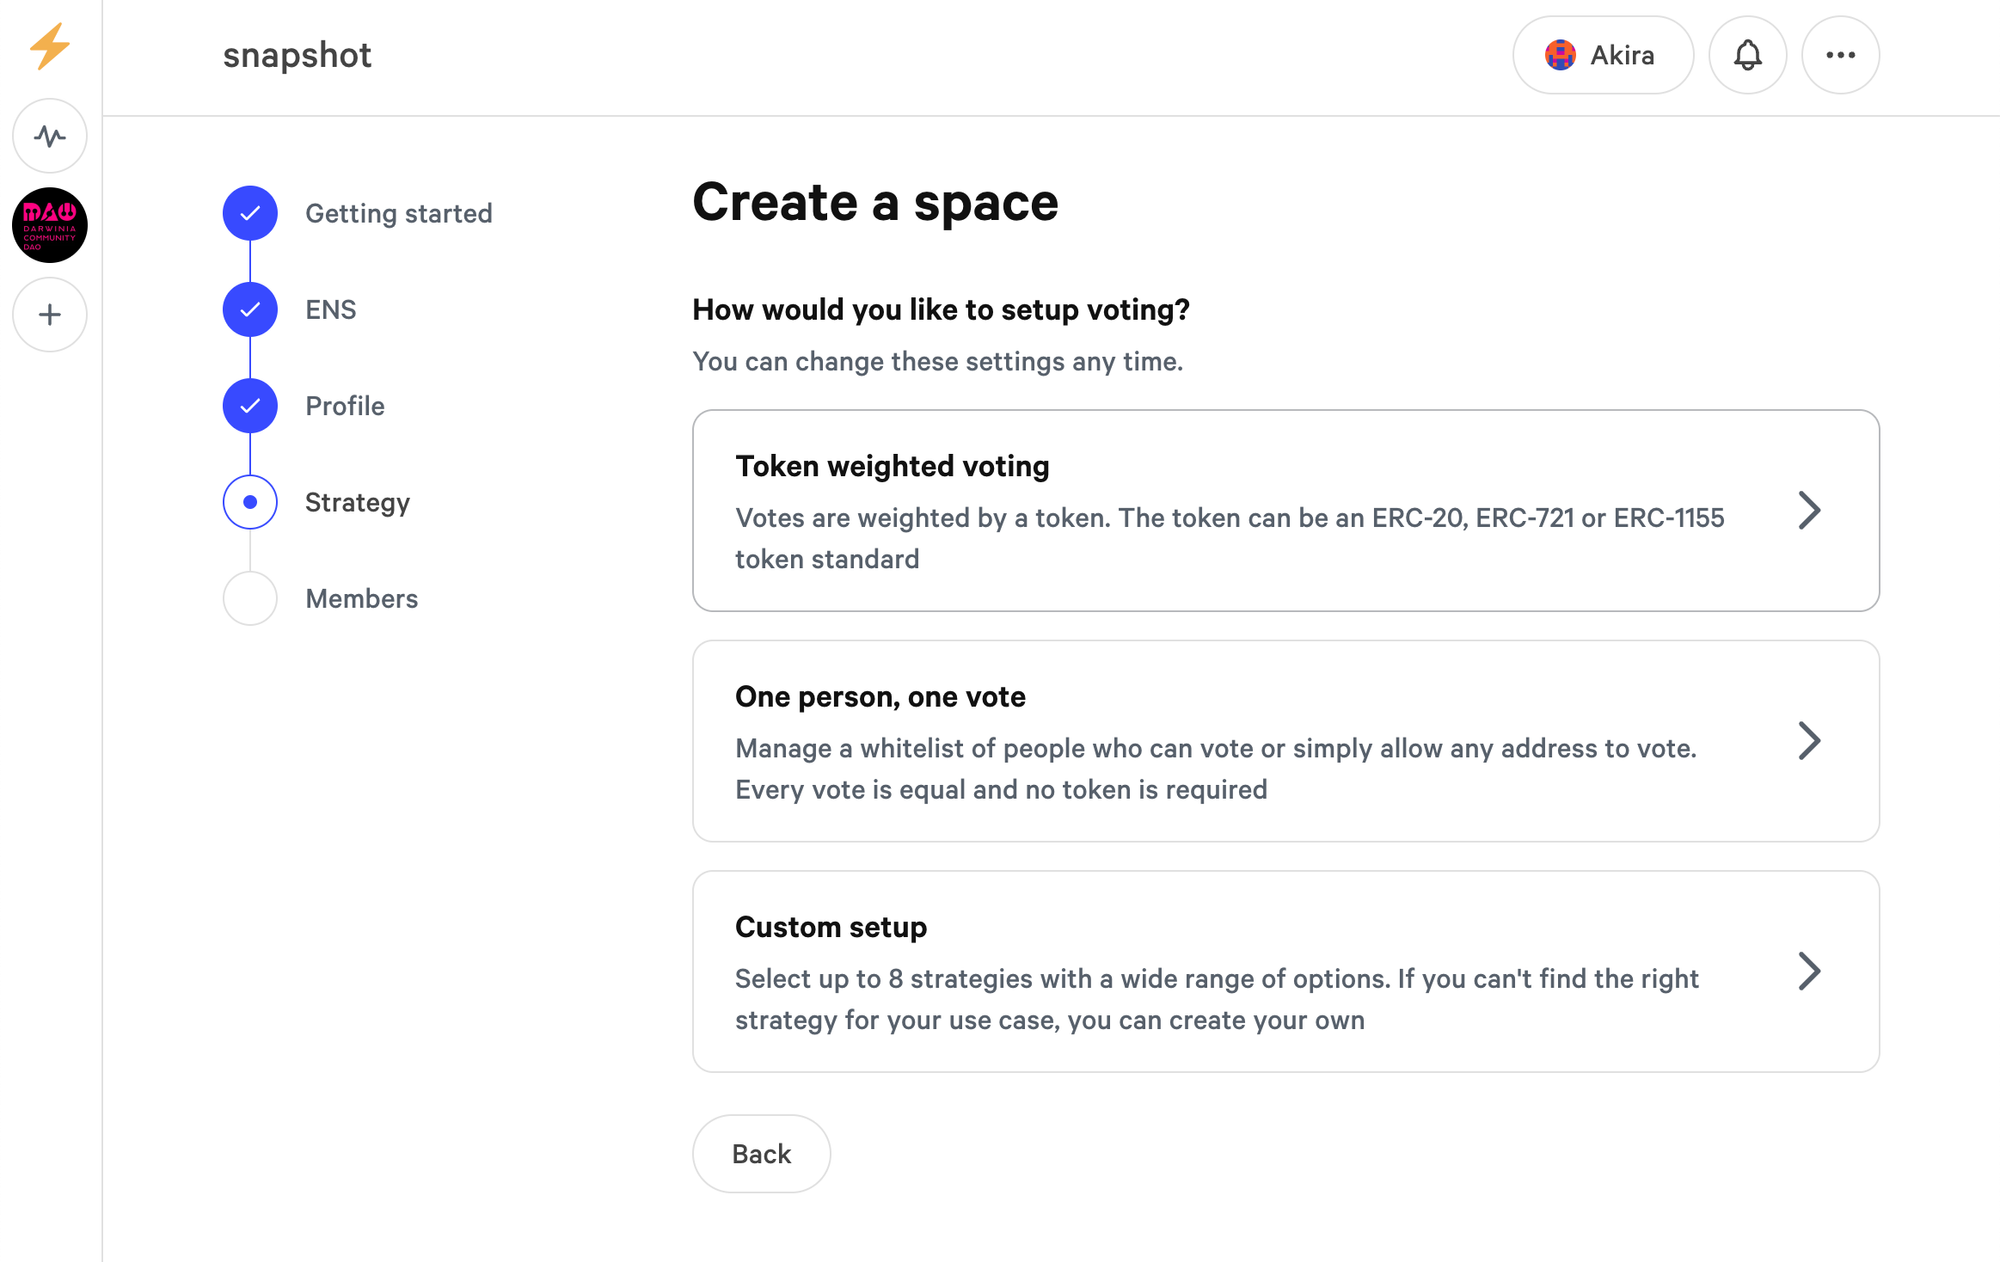 snapshot
Akira
DAO
DARWINIA
COMMUNITY
DAO
Getting started
ENS
Profile
Strategy
Members
Create a space
How would you like to setup voting?
You can change these settings any time.
Token weighted voting
Votes are weighted by a token. The token can be an ERC-20, ERC-721 or ERC-1155
token standard
One person, one vote
Manage a whitelist of people who can vote or simply allow any address to vote.
Every vote is equal and no token is required
Custom setup
Select up to 8 strategies with a wide range of options. If you can't find the right
strategy for your use case, you can create your own
Back